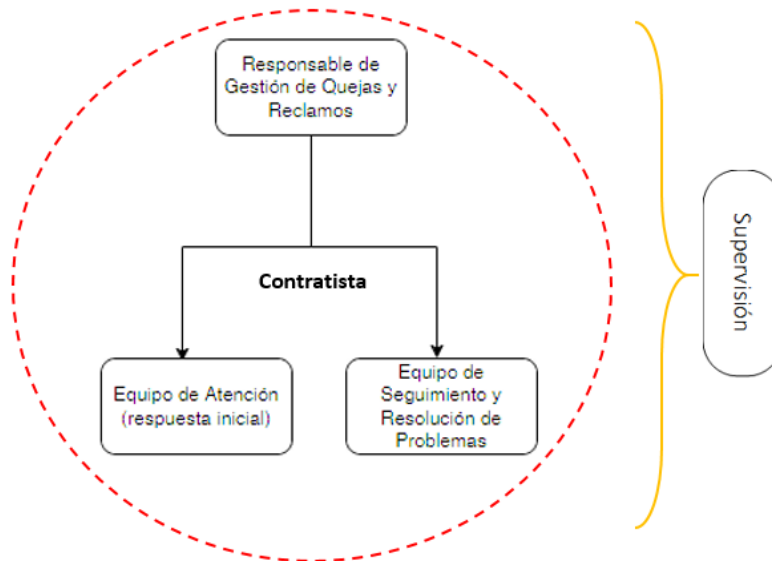 Responsable de
Gestión de Quejas y
Reclamos
Contratista
Equipo de Atención
(respuesta inicial)
Equipo de
Seguimiento y
Resolución de
Problemas
Supervisión